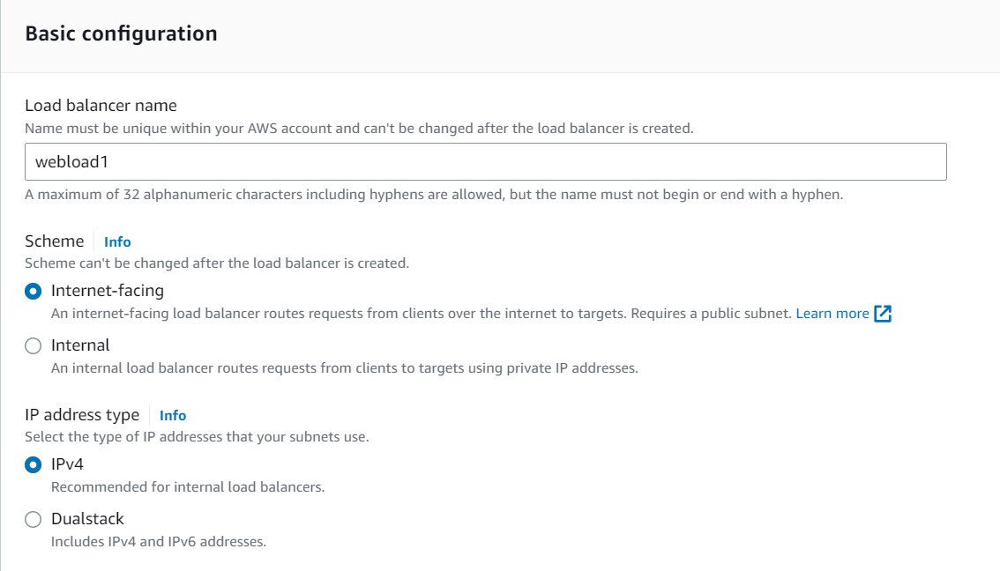 Basic configuration
Load balancer name
Name must be unique within your AWS account and can't be changed after the load balancer is created.
webload1
A maximum of 32 alphanumeric characters including hyphens are allowed, but the name must not begin or end with a hyphen.
Scheme Info
Scheme can't be changed after the load balancer is created.
Internet-facing
An internet-facing load balancer routes requests from clients over the internet to targets. Requires a public subnet. Learn more
Internal
An internal load balancer routes requests from clients to targets using private IP addresses.
IP address type Info
Select the type of IP addresses that your subnets use.
IPv4
Recommended for internal load balancers.
Dualstack
Includes IPv4 and IPv6 addresses.